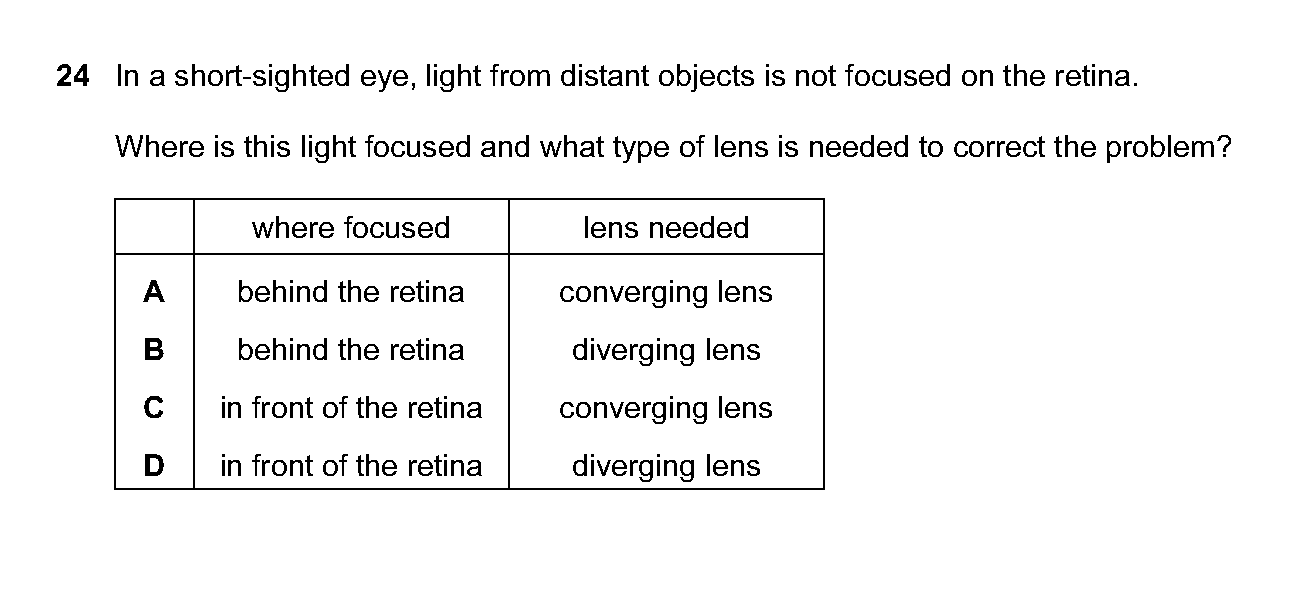 24 In a short-sighted eye, light from distant objects is not focused on the retina.
Where is this light focused and what type of lens is needed to correct the problem?
where focused lens needed
A behind the retina converging lens
B behind the retina diverging lens
C in front of the retina converging lens
D in front of the retina diverging lens